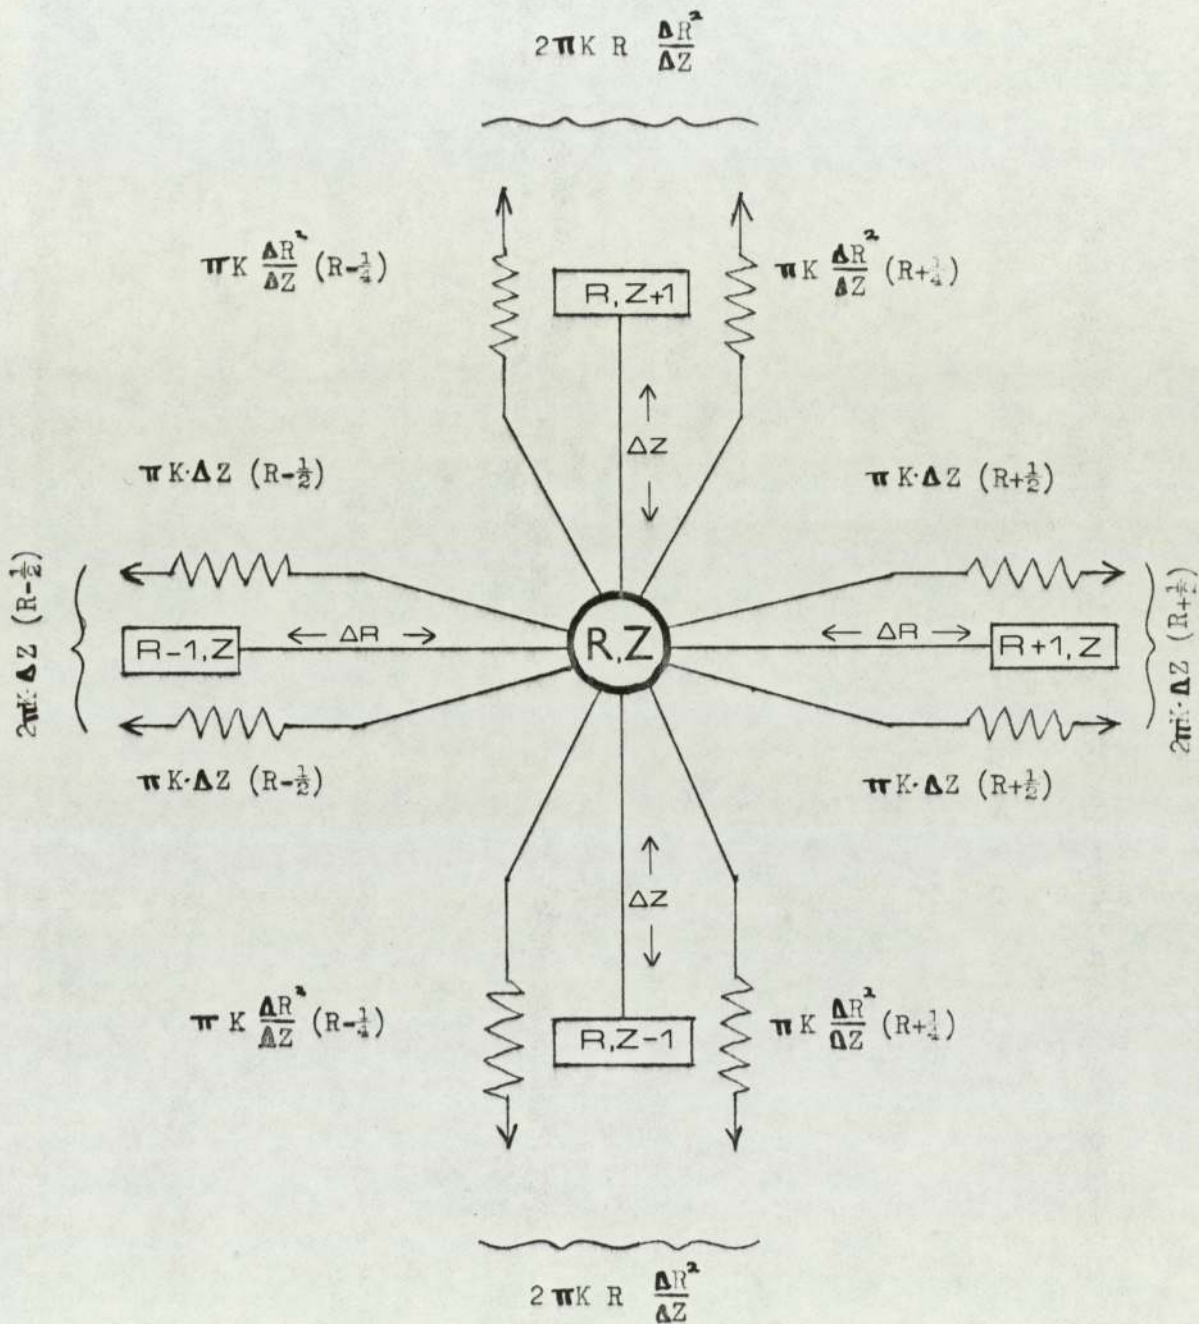 2πK R ΔR²/ΔZ
πK ΔR²/ΔZ (R-1/4)
πK ΔR²/ΔZ (R+1/4)
R,Z+1
ΔZ
πK·ΔZ (R-1/2)
πK·ΔZ (R+1/2)
2πK·ΔZ (R-1/2)
R-1,Z
ΔR
R,Z
ΔR
R+1,Z
2πK·ΔZ (R+1/2)
πK·ΔZ (R-1/2)
πK·ΔZ (R+1/2)
ΔZ
πK ΔR²/ΔZ (R-1/4)
R,Z-1
πK ΔR²/ΔZ (R+1/4)
2πK R ΔR²/ΔZ